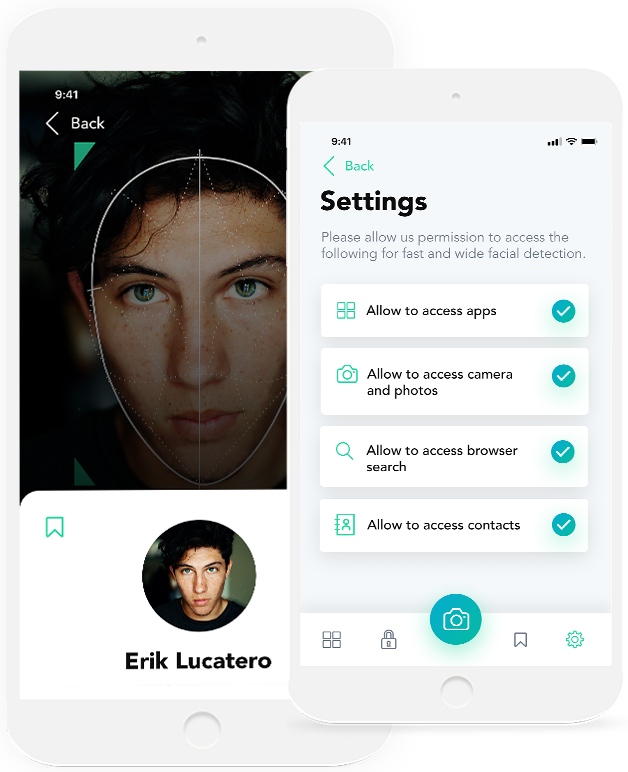 9:41
Back
Erik Lucatero
9:41
Back
Settings
Please allow us permission to access the
following for fast and wide facial detection.
Allow to access apps
Allow to access camera
and photos
Allow to access browser
search
Allow to access contacts